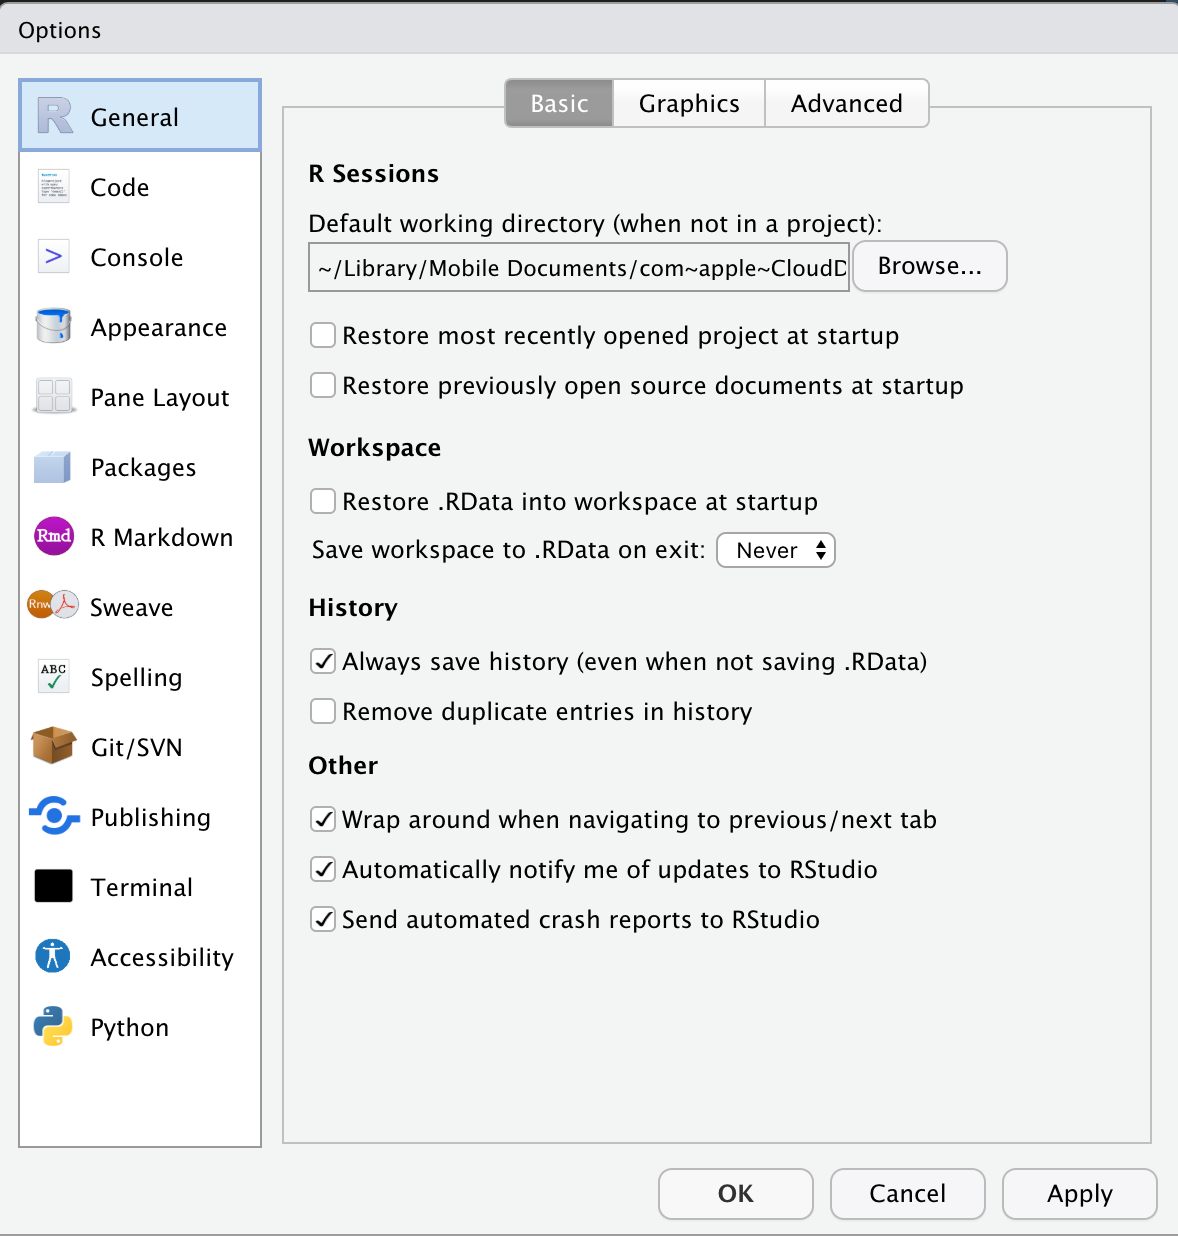 Options
General
Code
Console
Appearance
Pane Layout
Packages
Rmd R Markdown
Rnw Sweave
ABC Spelling
Git/SVN
Publishing
Terminal
Accessibility
Python
Basic Graphics Advanced
R Sessions
Default working directory (when not in a project):
~/Library/Mobile Documents/com~apple~CloudD Browse...
Restore most recently opened project at startup
Restore previously open source documents at startup
Workspace
Restore .RData into workspace at startup
Save workspace to .RData on exit: Never
History
Always save history (even when not saving .RData)
Remove duplicate entries in history
Other
Wrap around when navigating to previous/next tab
Automatically notify me of updates to RStudio
Send automated crash reports to RStudio
OK Cancel Apply